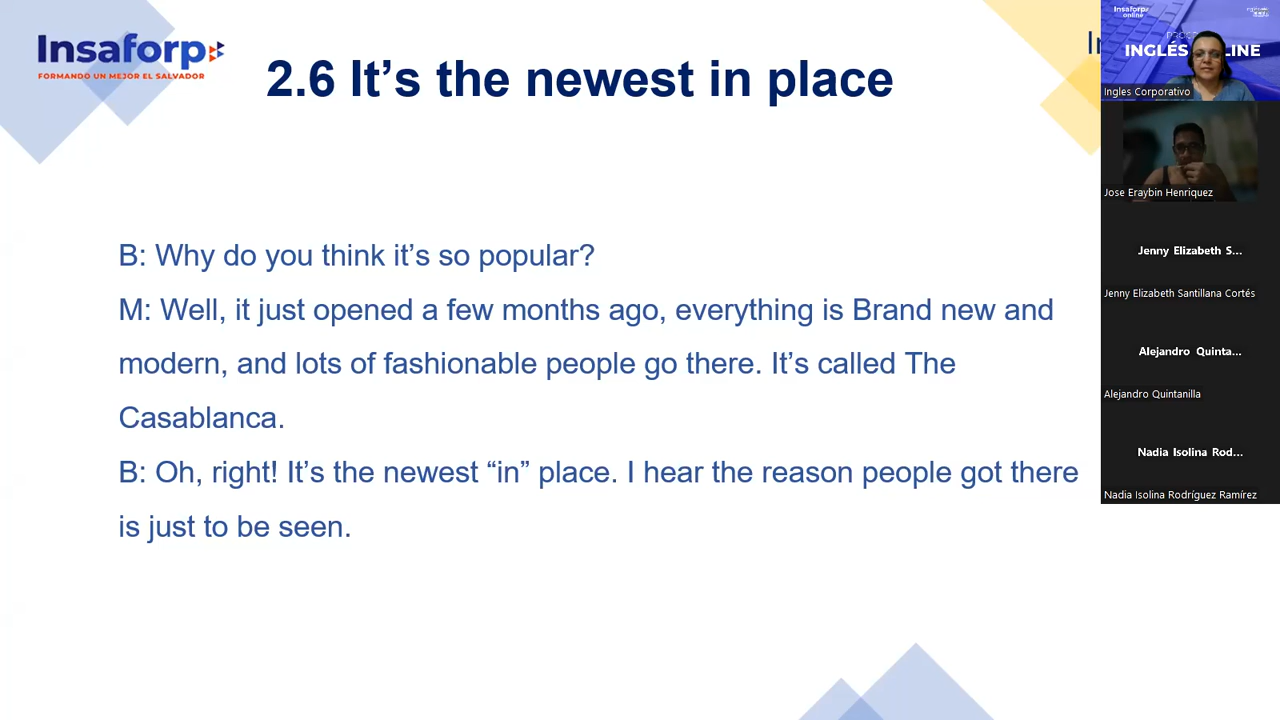 Insaforp
FORMANDO UN MEJOR EL SALVADOR
2.6 It's the newest in place
B: Why do you think it's so popular?
M: Well, it just opened a few months ago, everything is Brand new and
modern, and lots of fashionable people go there. It's called The
Casablanca.
B: Oh, right! It's the newest “in” place. I hear the reason people got there
is just to be seen.
Insaforp
online
INGLÉS
Ingles Corporativo
Jose Eraybin Henriquez
Jenny Elizabeth S...
Jenny Elizabeth Santillana Cortés
Alejandro Quinta...
Alejandro Quintanilla
Nadia Isolina Rod...
Nadia Isolina Rodríguez Ramírez